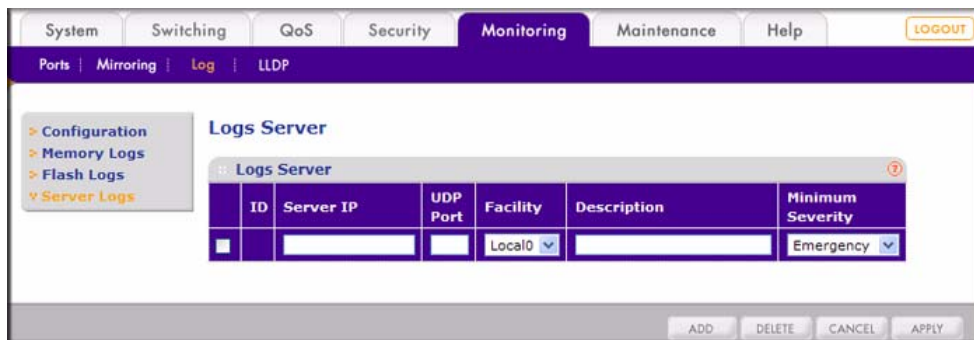 System Switching QoS Security Monitoring Maintenance Help LOGOUT
Ports Mirroring Log LLDP
> Configuration
> Memory Logs
> Flash Logs
v Server Logs
Logs Server
Logs Server ?
ID Server IP UDP Port Facility Description Minimum Severity
Local0 Emergency
ADD DELETE CANCEL APPLY